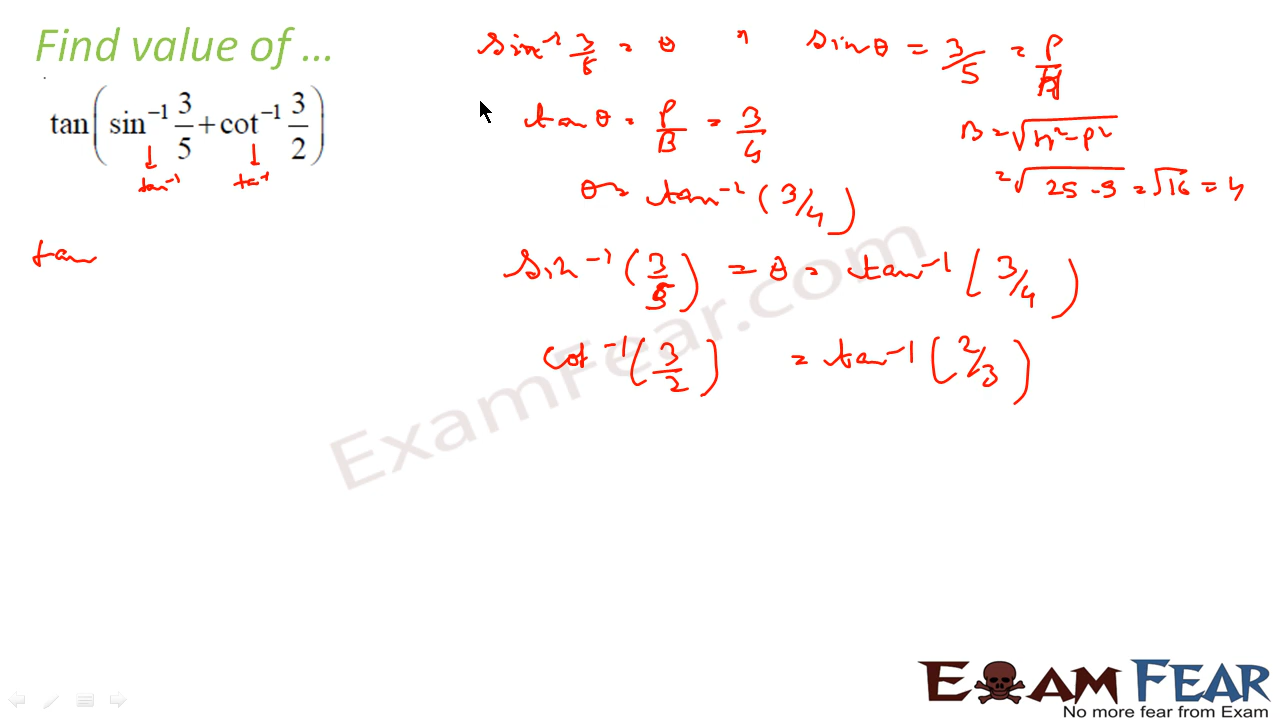 Find value of ...
tan(sin⁻¹ 3/5 + cot⁻¹ 3/2)
↓ ↓
tan⁻¹ tan⁻¹
tan
sin⁻¹ 3/5 = θ sinθ = 3/5 = P/H
tanθ = P/B = 3/4
B = √H² - P²
= √25 - 9 = √16 = 4
θ = tan⁻¹(3/4)
sin⁻¹(3/5) = θ = tan⁻¹(3/4)
cot⁻¹(3/2) = tan⁻¹(2/3)
ExamFear.com
EXAM FEAR
No more fear from Exam